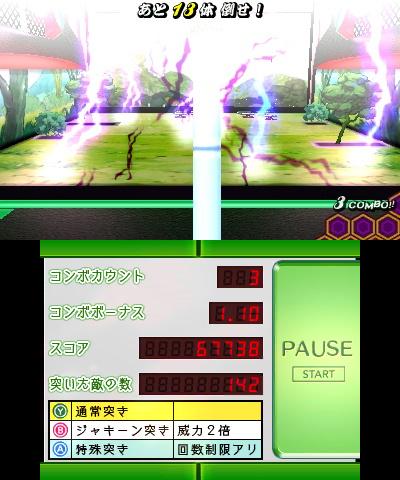 あと13体 倒せ！
3 COMBO!!
コンボカウント 3
コンボボーナス 1.10
スコア 67738
突いた敵の数 142
PAUSE
START
Y 通常突き
B ジャキーン突き 威力２倍
A 特殊突き 回数制限アリ